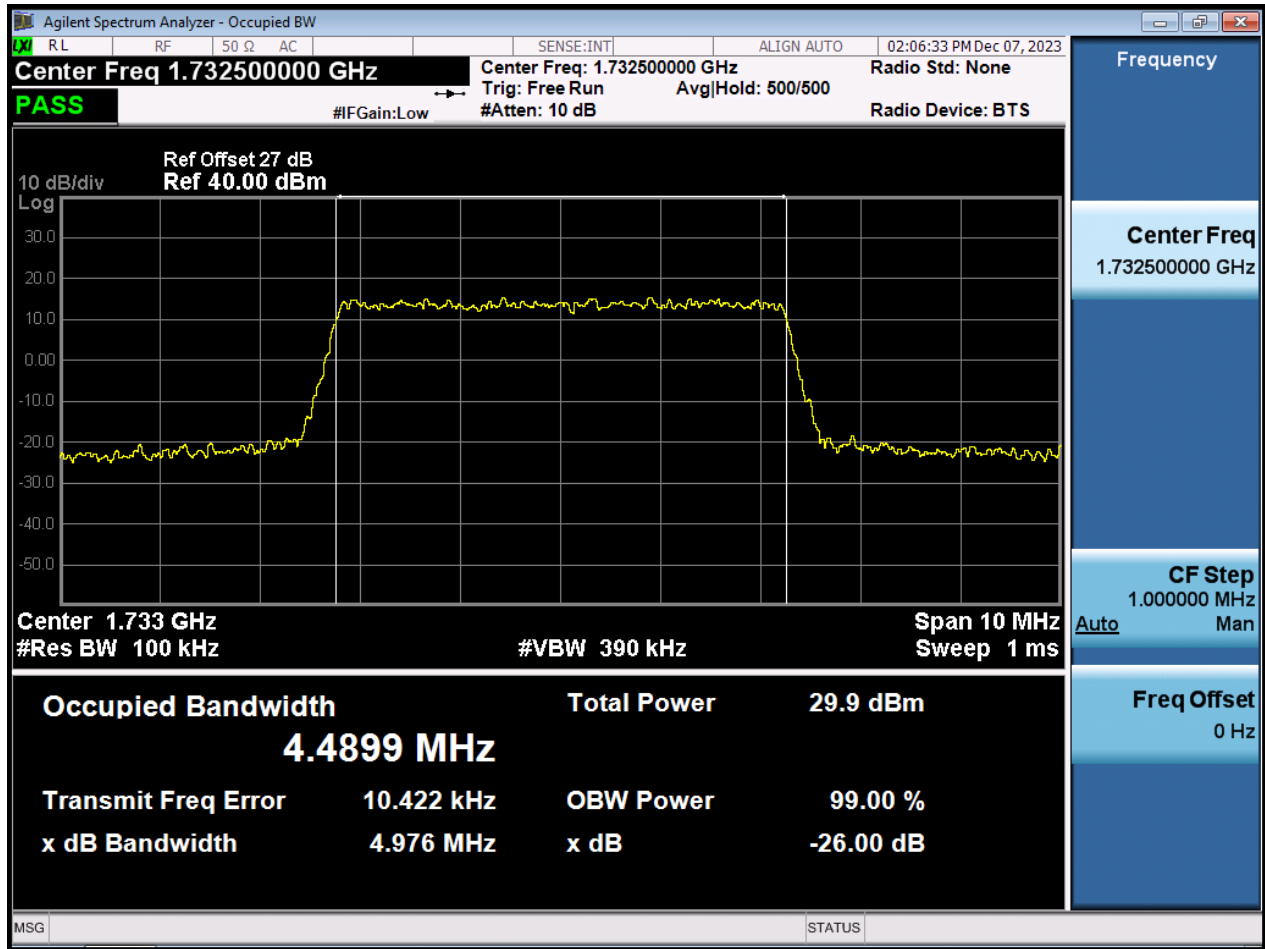 Agilent Spectrum Analyzer - Occupied BW
LXI RL RF 50 Ω AC SENSE:INT ALIGN AUTO 02:06:33 PM Dec 07, 2023
Center Freq 1.732500000 GHz
Center Freq: 1.732500000 GHz
Radio Std: None
Trig: Free Run
Avg|Hold: 500/500
PASS
#IFGain:Low
#Atten: 10 dB
Radio Device: BTS
Ref Offset 27 dB
10 dB/div Ref 40.00 dBm
Log
30.0
20.0
10.0
0.00
-10.0
-20.0
-30.0
-40.0
-50.0
Center 1.733 GHz
Span 10 MHz
#Res BW 100 kHz
#VBW 390 kHz
Sweep 1 ms
Occupied Bandwidth
Total Power 29.9 dBm
4.4899 MHz
Transmit Freq Error 10.422 kHz
OBW Power 99.00 %
x dB Bandwidth 4.976 MHz
x dB -26.00 dB
MSG
STATUS
Frequency
Center Freq
1.732500000 GHz
CF Step
1.000000 MHz
Auto Man
Freq Offset
0 Hz